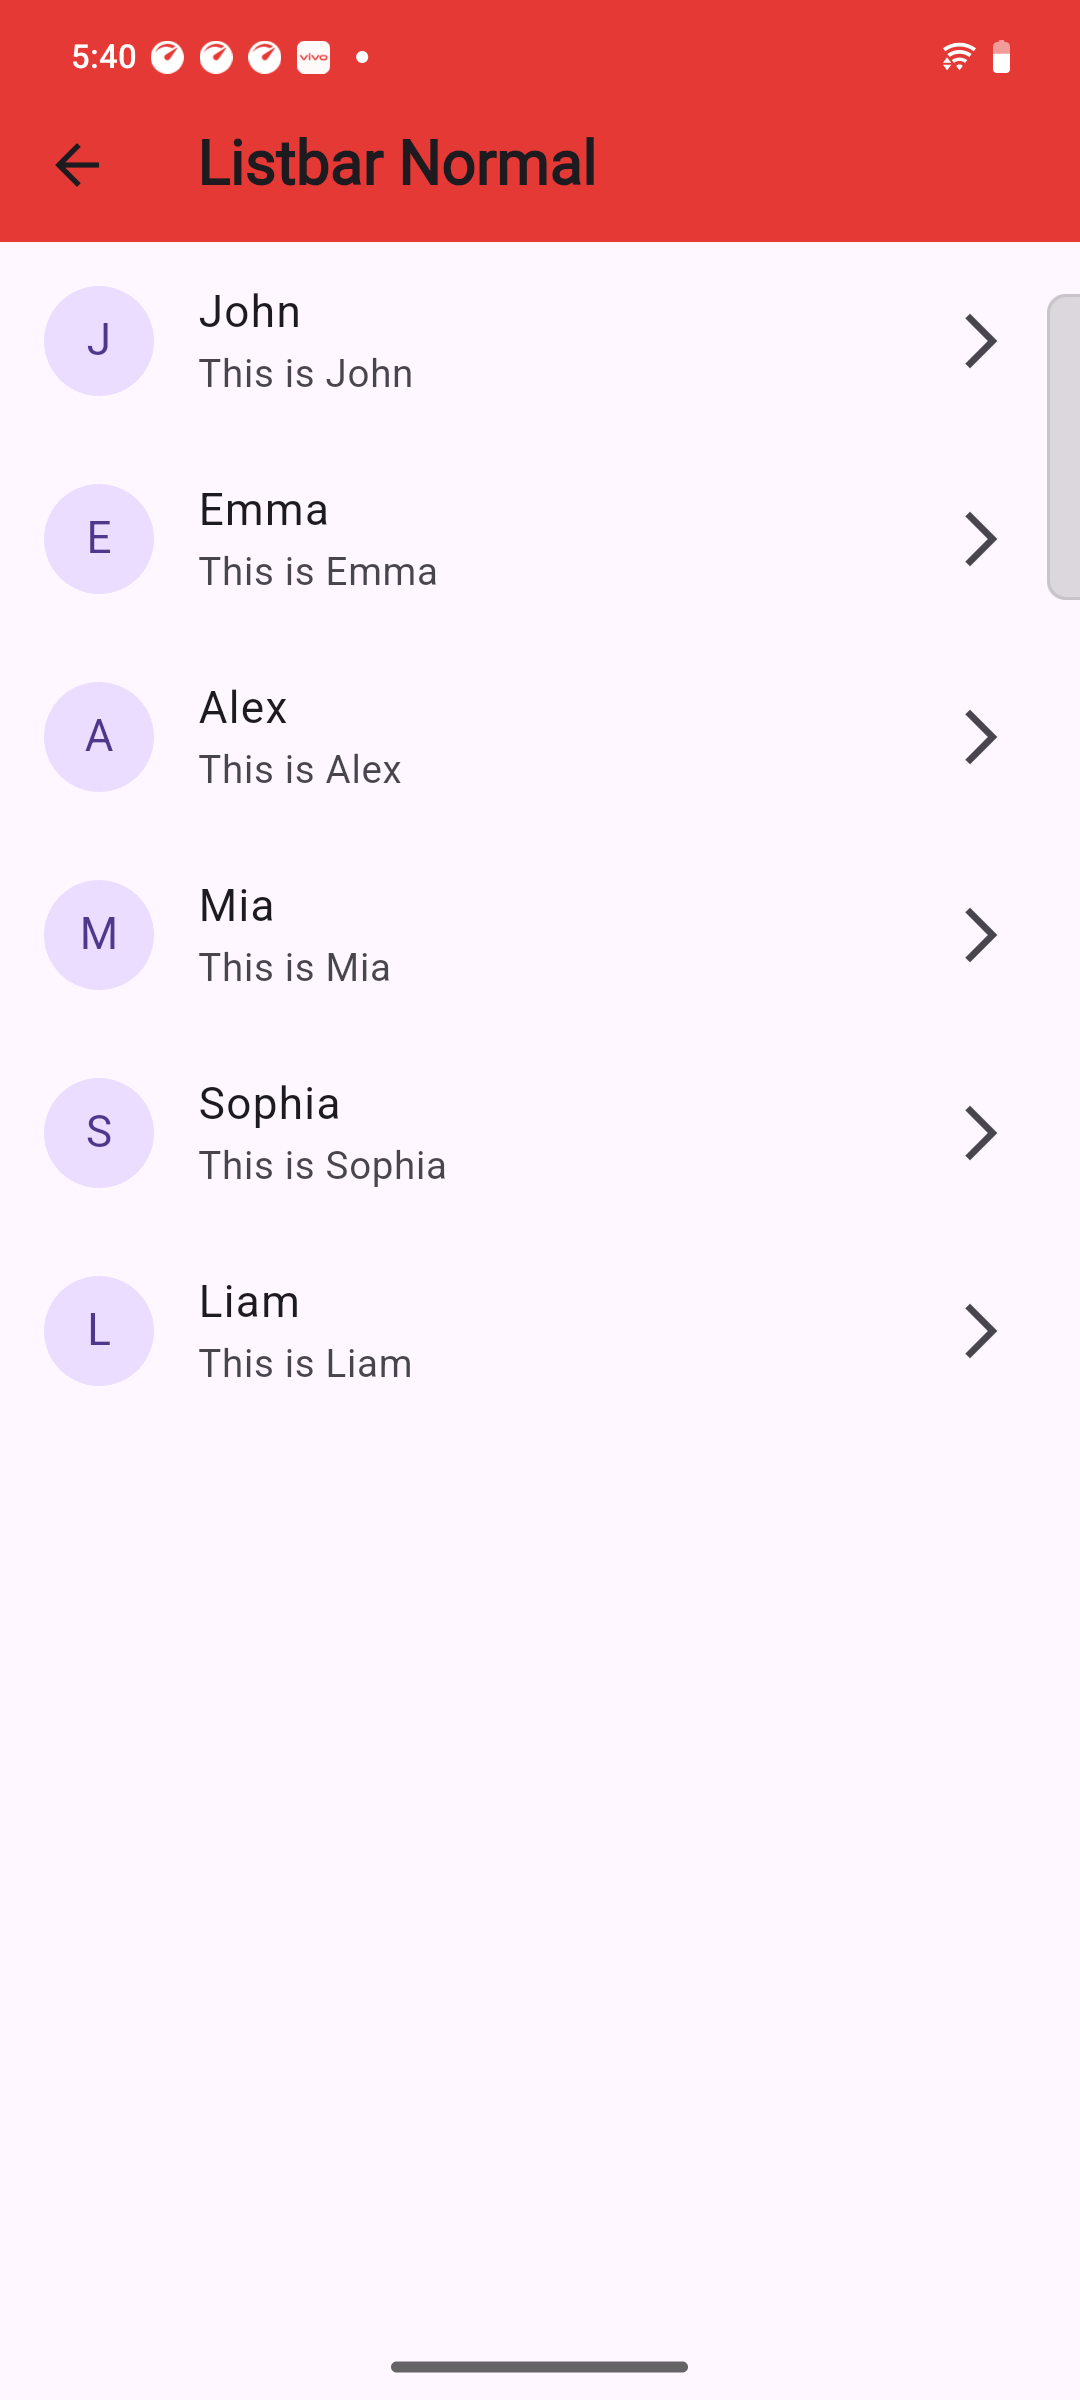 5:40 vivo
Listbar Normal
J
John
This is John
E
Emma
This is Emma
A
Alex
This is Alex
M
Mia
This is Mia
S
Sophia
This is Sophia
L
Liam
This is Liam